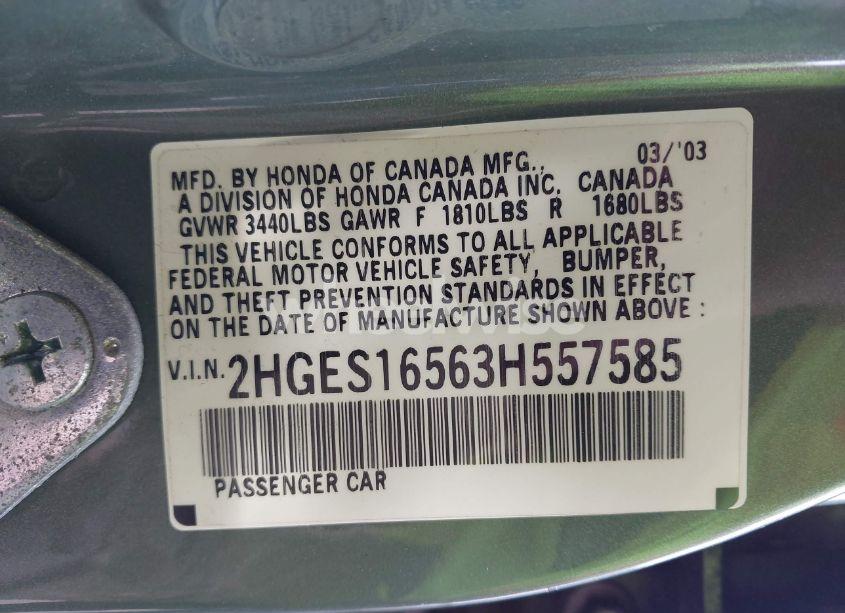 MFD. BY HONDA OF CANADA MFG., 03/'03
A DIVISION OF HONDA CANADA INC. CANADA
GVWR 3440LBS GAWR F 1810LBS R 1680LBS
THIS VEHICLE CONFORMS TO ALL APPLICABLE
FEDERAL MOTOR VEHICLE SAFETY, BUMPER,
AND THEFT PREVENTION STANDARDS IN EFFECT
ON THE DATE OF MANUFACTURE SHOWN ABOVE :
V.I.N. 2HGES16563H557585
PASSENGER CAR